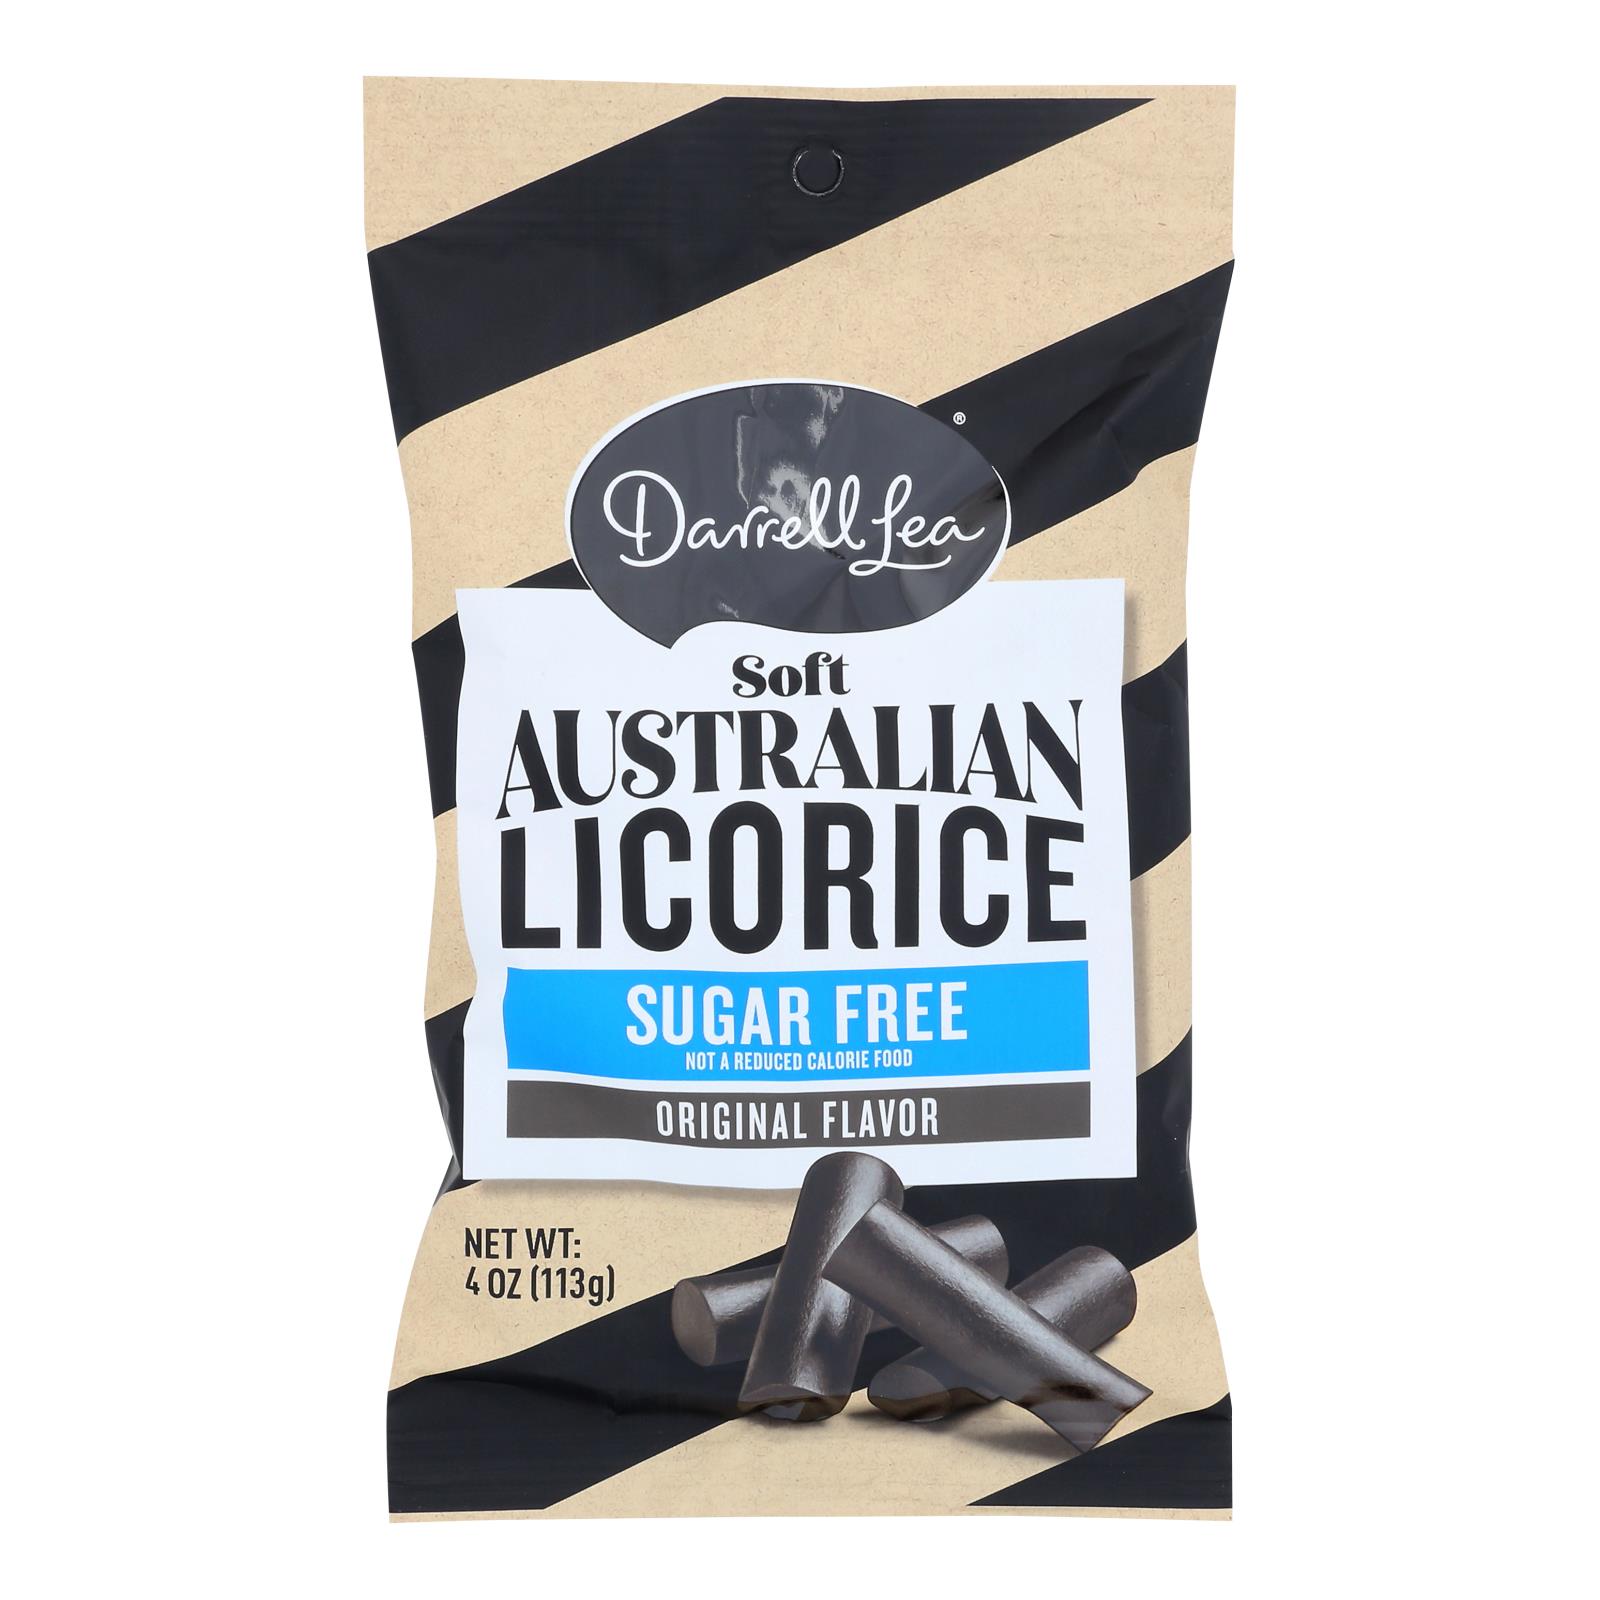 Darrell Lea ®
Soft
AUSTRALIAN
LICORICE
SUGAR FREE
NOT A REDUCED CALORIE FOOD
ORIGINAL FLAVOR
NET WT:
4 OZ (113g)